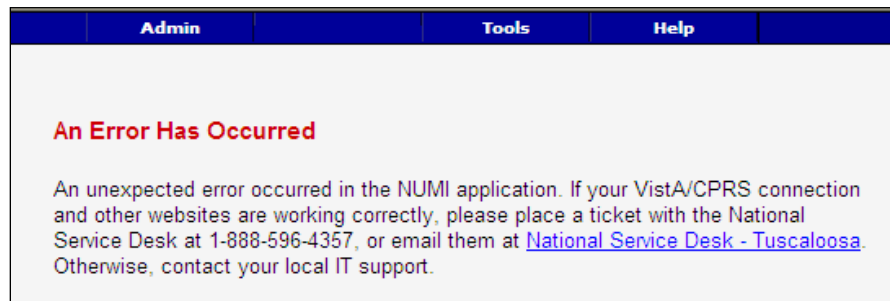 Admin Tools Help
An Error Has Occurred
An unexpected error occurred in the NUMI application. If your VistA/CPRS connection
and other websites are working correctly, please place a ticket with the National
Service Desk at 1-888-596-4357, or email them at National Service Desk - Tuscaloosa.
Otherwise, contact your local IT support.